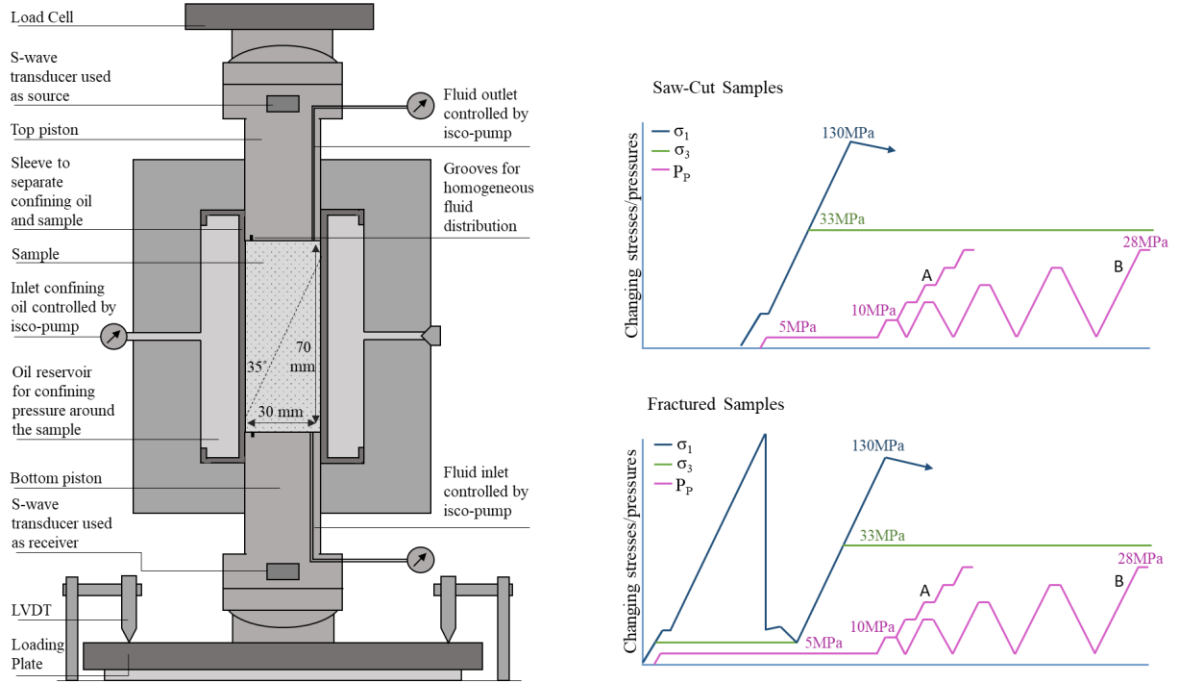 Load Cell
S-wave
transducer used
as source
Top piston
Sleeve to
separate
confining oil
and sample
Sample
Inlet confining
oil controlled by
isco-pump
Oil reservoir
for confining
pressure around
the sample
Bottom piston
S-wave
transducer used
as receiver
LVDT
Loading
Plate
35°
70
mm
30 mm
Fluid outlet
controlled by
isco-pump
Grooves for
homogeneous
fluid
distribution
Fluid inlet
controlled by
isco-pump
Saw-Cut Samples
Changing stresses/pressures
σ1
σ3
PP
130MPa
33MPa
28MPa
A
B
10MPa
5MPa
Fractured Samples
Changing stresses/pressures
σ1
σ3
PP
130MPa
33MPa
28MPa
A
B
10MPa
5MPa